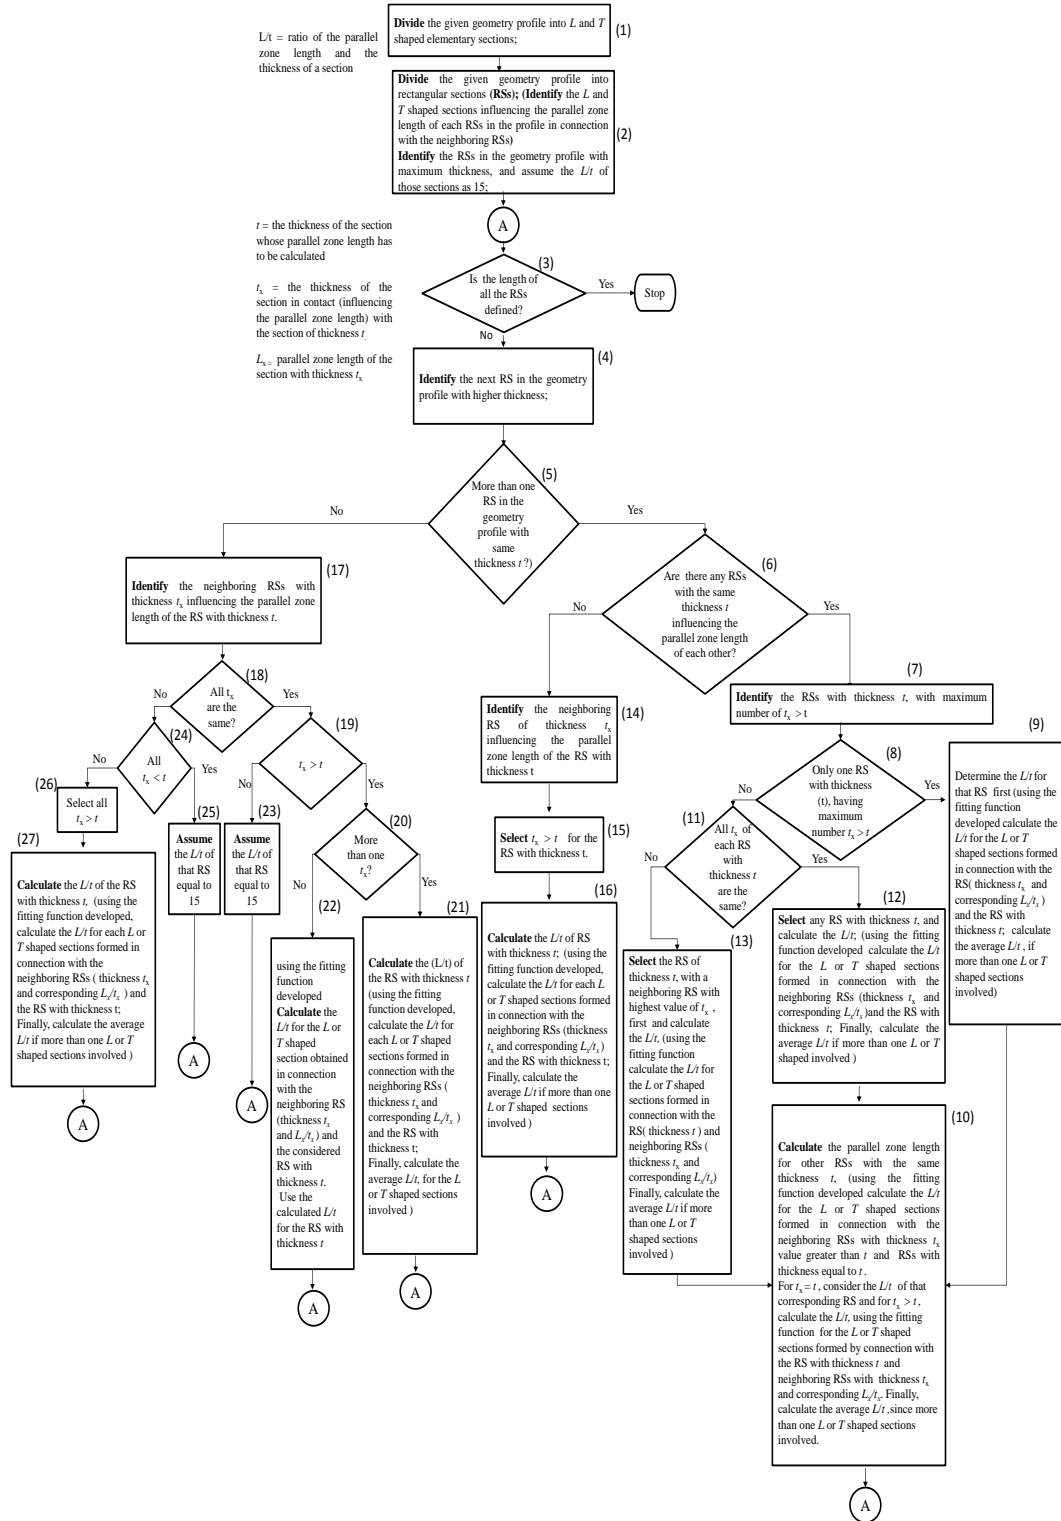 L/t = ratio of the parallel
zone length and the
thickness of a section
Divide the given geometry profile into L and T
shaped elementary sections;
(1)
Divide the given geometry profile into
rectangular sections (RSs); (Identify the L and
T shaped sections influencing the parallel zone
length of each RSs in the profile in connection
with the neighboring RSs)
Identify the RSs in the geometry profile with
maximum thickness, and assume the L/t of
those sections as 15;
(2)
A
t = the thickness of the section
whose parallel zone length has
to be calculated
tx = the thickness of the
section in contact (influencing
the parallel zone length) with
the section of thickness t.
Lx = parallel zone length of the
section with thickness tx
(3)
Is the length of
all the RSs
defined?
Yes
Stop
No
(4)
Identify the next RS in the geometry
profile with higher thickness;
(5)
More than one
RS in the
geometry
profile with
same
thickness t ?)
No
Yes
(6)
Are there any RSs
with the same
thickness t
influencing the
parallel zone length
of each other?
No
Yes
(17)
Identify the neighboring RSs with
thickness tx influencing the parallel zone
length of the RS with thickness t.
(18)
All tx
are the
same?
No
Yes
(24)
All
tx < t
No
Yes
(19)
tx > t
No
Yes
(26)
Select all
tx > t
(25)
Assume
the L/t of
that RS
equal to
15
A
(23)
Assume
the L/t of
that RS
equal to
15
A
(20)
More
than one
tx?
No
Yes
(27)
Calculate the L/t of the RS
with thickness t, (using the
fitting function developed,
calculate the L/t for each L or
T shaped sections formed in
connection with the
neighboring RSs ( thickness tx
and corresponding Lx/tx ) and
the RS with thickness t;
Finally, calculate the average
L/t if more than one L or T
shaped sections involved )
A
(22)
using the fitting
function
developed
Calculate the
L/t for the L or
T shaped
section obtained
in connection
with the
neighboring RS
(thickness tx
and Lx/tx) and
the considered
RS with
thickness t.
Use the
calculated L/t
for the RS with
thickness t
A
(21)
Calculate the (L/t) of
the RS with thickness t
(using the fitting
function developed,
calculate the L/t for
each L or T shaped
sections formed in
connection with the
neighboring RSs (
thickness tx and
corresponding Lx/tx )
and the RS with
thickness t;
Finally, calculate the
average L/t, for the L
or T shaped sections
involved )
A
(14)
Identify the neighboring
RS of thickness tx
influencing the parallel
zone length of the RS with
thickness t
(15)
Select tx > t for the
RS with thickness t.
(16)
Calculate the L/t of RS
with thickness t; (using the
fitting function developed,
calculate the L/t for each L
or T shaped sections formed
in connection with the
neighboring RSs (thickness
tx and corresponding Lx/tx)
and the RS with thickness t;
Finally, calculate the
average L/t if more than one
L or T shaped sections
involved )
A
(7)
Identify the RSs with thickness t, with maximum
number of tx > t
(8)
Only one RS
with thickness
(t), having
maximum
number tx > t
No
Yes
(9)
Determine the L/t for
that RS first (using the
fitting function
developed calculate the
L/t for the L or T
shaped sections formed
in connection with the
RS( thickness tx and
corresponding Lx/tx )
and the RS with
thickness t; calculate
the average L/t , if
more than one L or T
shaped sections
involved)
(11)
All tx of
each RS
with
thickness t
are the
same?
No
Yes
(12)
Select any RS with thickness t, and
calculate the L/t; (using the fitting
function developed calculate the L/t
for the L or T shaped sections
formed in connection with the
neighboring RSs (thickness tx and
corresponding Lx/tx)and the RS with
thickness t; Finally, calculate the
average L/t if more than one L or T
shaped involved )
(13)
Select the RS of
thickness t, with a
neighboring RS with
highest value of tx ,
first and calculate
the L/t, (using the
fitting function
calculate the L/t for
the L or T shaped
sections formed in
connection with the
RS( thickness t ) and
neighboring RSs (
thickness tx and
corresponding Lx/tx)
Finally, calculate the
average L/t if more
than one L or T
shaped sections
involved )
(10)
Calculate the parallel zone length
for other RSs with the same
thickness t, (using the fitting
function developed calculate the L/t
for the L or T shaped sections
formed in connection with the
neighboring RSs with thickness tx
value greater than t and RSs with
thickness equal to t .
For tx = t , consider the L/t of that
corresponding RS and for tx > t ,
calculate the L/t, using the fitting
function for the L or T shaped
sections formed by connection with
the RS with thickness t and
neighboring RSs with thickness tx
and corresponding Lx/tx. Finally,
calculate the average L/t ,since more
than one L or T shaped sections
involved.
A